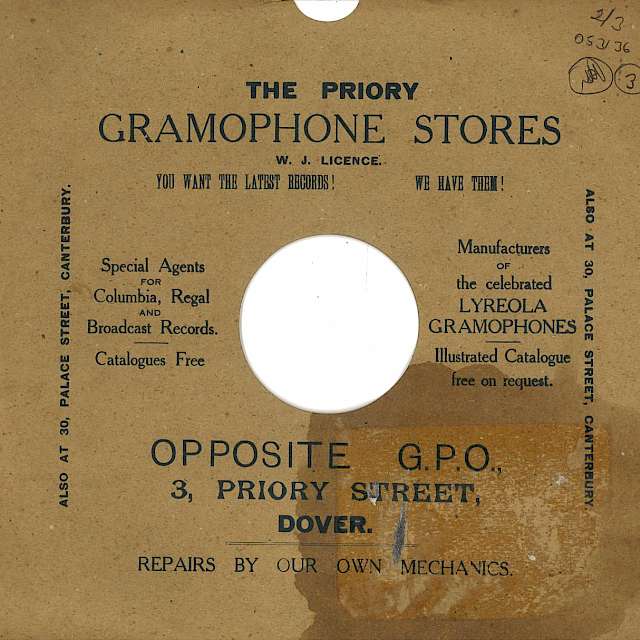 2/3
THE PRIORY
GRAMOPHONE STORES
W. J. LICENCE.
YOU WANT THE LATEST RECORDS! WE HAVE THEM!
ALSO AT 30, PALACE STREET, CANTERBURY.
Special Agents
FOR
Columbia, Regal
AND
Broadcast Records.
Catalogues Free
Manufacturers
OF
the celebrated
LYREOLA
GRAMOPHONES
Illustrated Catalogue
free on request.
ALSO AT 30, PALACE STREET, CANTERBURY.
OPPOSITE G.P.O.,
3, PRIORY STREET,
DOVER.
REPAIRS BY OUR OWN MECHANICS.
3